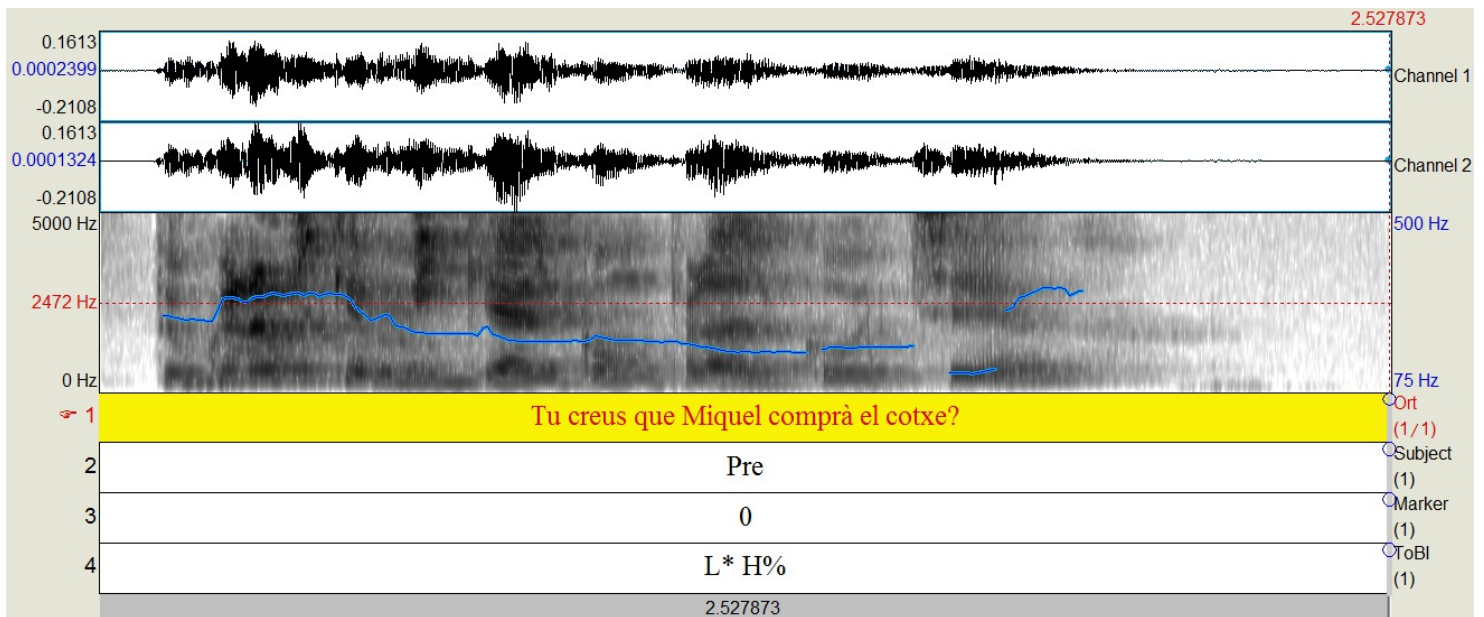 2.527873
0.1613
0.0002399
-0.2108
Channel 1
0.1613
0.0001324
-0.2108
Channel 2
5000 Hz
500 Hz
2472 Hz
0 Hz
75 Hz
☞ 1
Tu creus que Miquel comprà el cotxe?
Ort
(1/1)
2
Pre
Subject
(1)
3
0
Marker
(1)
4
L* H%
ToBI
(1)
2.527873